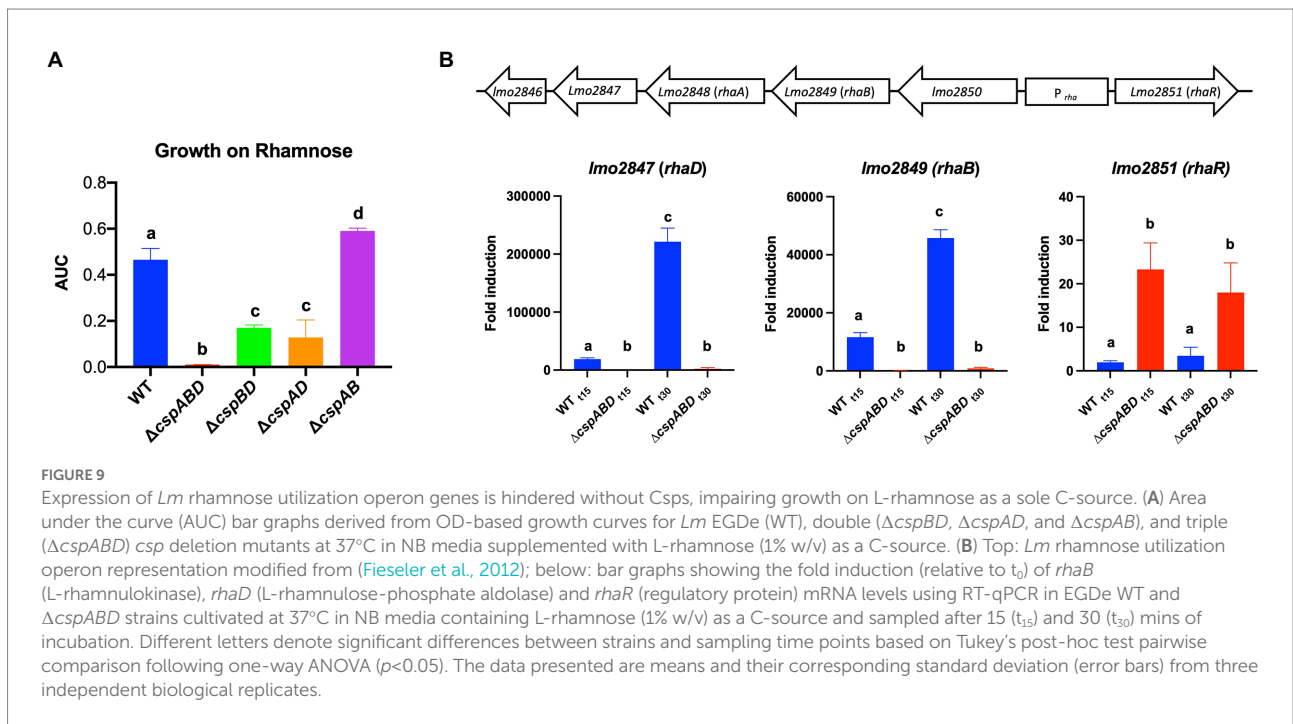 A
B
lmo2846 Lmo2847 Lmo2848 (rhaA) Lmo2849 (rhaB) lmo2850 P rha Lmo2851 (rhaR)
Growth on Rhamnose
AUC
0.8
0.6
0.4
0.2
0.0
a
b
c
c
d
WT
ΔcspABD
ΔcspBD
ΔcspAD
ΔcspAB
lmo2847 (rhaD)
Fold induction
300000
200000
100000
0
a
b
c
b
WT t15
ΔcspABD t15
WT t30
ΔcspABD t30
lmo2849 (rhaB)
Fold induction
60000
40000
20000
0
a
b
c
b
WT t15
ΔcspABD t15
WT t30
ΔcspABD t30
lmo2851 (rhaR)
Fold induction
40
30
20
10
0
a
b
a
b
WT t15
ΔcspABD t15
WT t30
ΔcspABD t30
FIGURE 9
Expression of Lm rhamnose utilization operon genes is hindered without Csps, impairing growth on L-rhamnose as a sole C-source. (A) Area
under the curve (AUC) bar graphs derived from OD-based growth curves for Lm EGDe (WT), double (ΔcspBD, ΔcspAD, and ΔcspAB), and triple
(ΔcspABD) csp deletion mutants at 37°C in NB media supplemented with L-rhamnose (1% w/v) as a C-source. (B) Top: Lm rhamnose utilization
operon representation modified from (Fieseler et al., 2012); below: bar graphs showing the fold induction (relative to t0) of rhaB
(L-rhamnulokinase), rhaD (L-rhamnulose-phosphate aldolase) and rhaR (regulatory protein) mRNA levels using RT-qPCR in EGDe WT and
ΔcspABD strains cultivated at 37°C in NB media containing L-rhamnose (1% w/v) as a C-source and sampled after 15 (t15) and 30 (t30) mins of
incubation. Different letters denote significant differences between strains and sampling time points based on Tukey's post-hoc test pairwise
comparison following one-way ANOVA (p<0.05). The data presented are means and their corresponding standard deviation (error bars) from three
independent biological replicates.